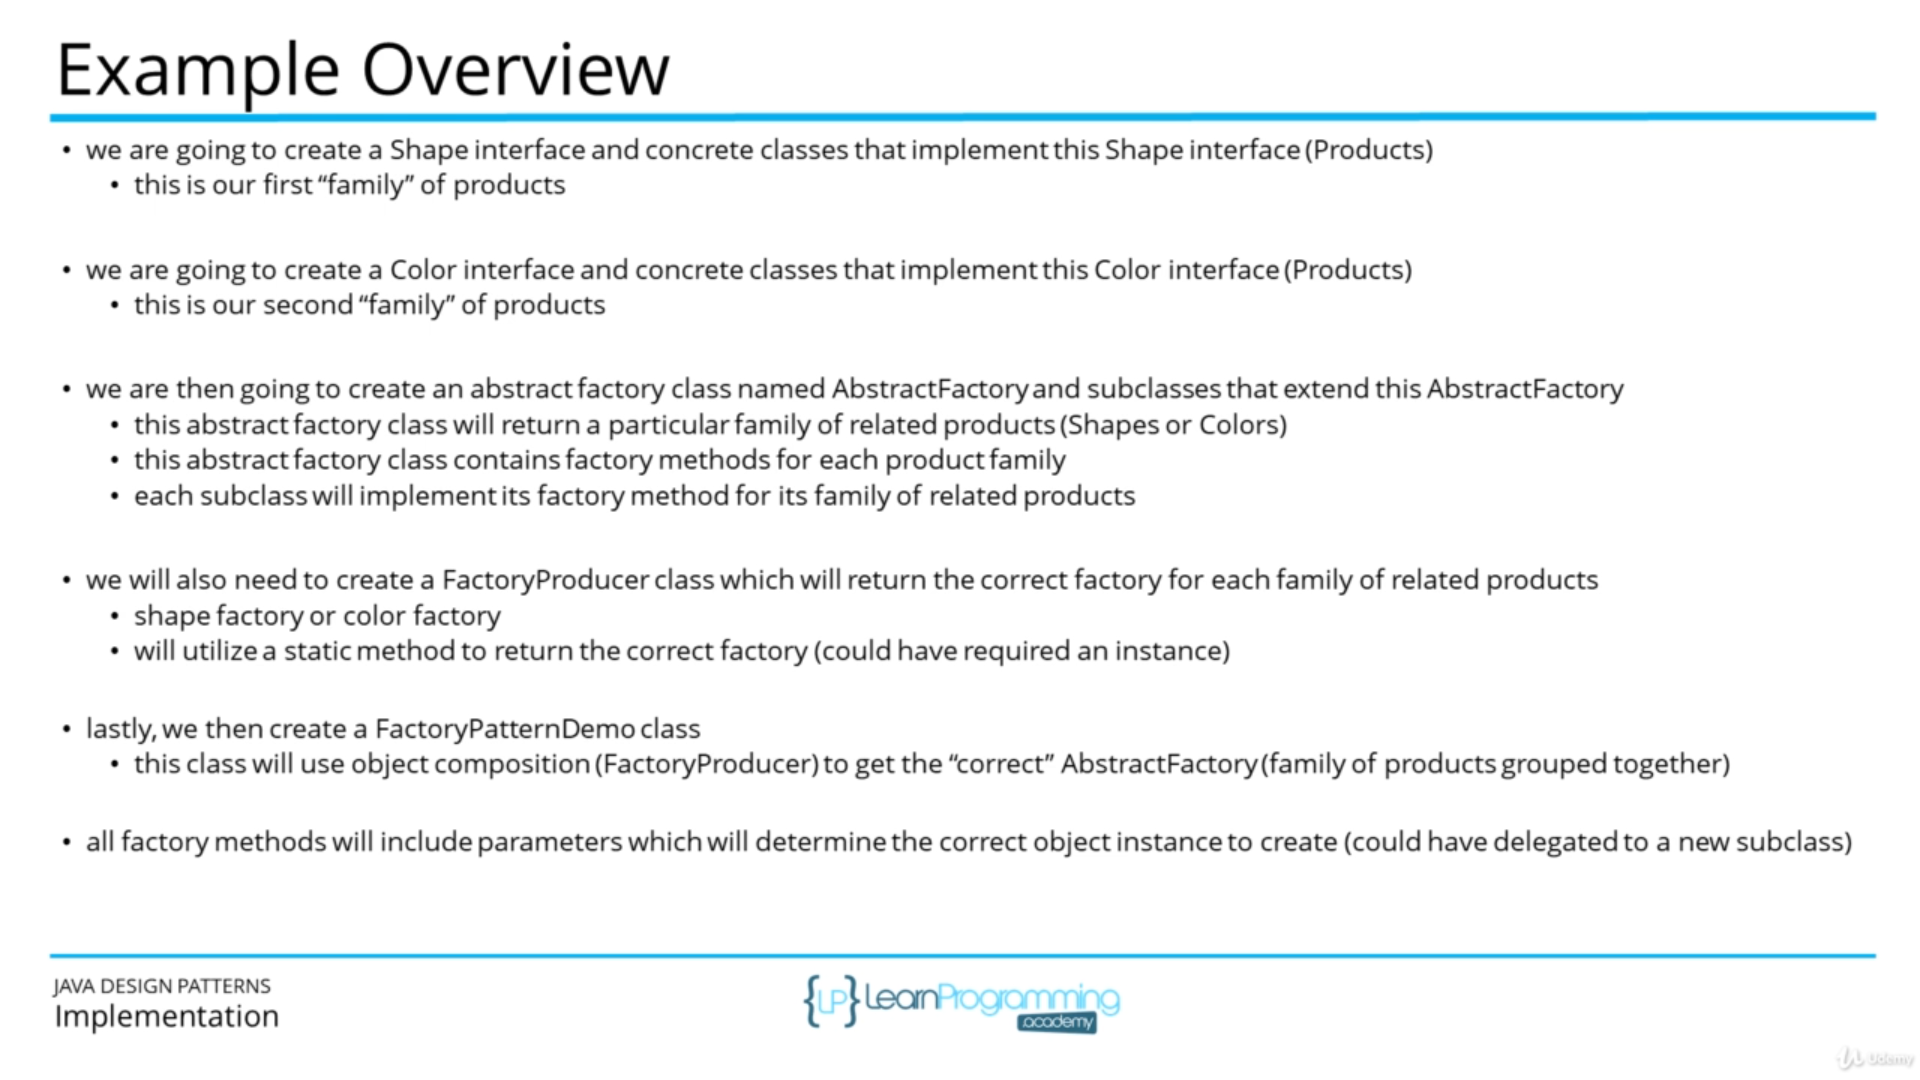 Example Overview
• we are going to create a Shape interface and concrete classes that implement this Shape interface (Products)
• this is our first “family” of products
• we are going to create a Color interface and concrete classes that implement this Color interface (Products)
• this is our second “family” of products
• we are then going to create an abstract factory class named AbstractFactory and subclasses that extend this AbstractFactory
• this abstract factory class will return a particular family of related products (Shapes or Colors)
• this abstract factory class contains factory methods for each product family
• each subclass will implement its factory method for its family of related products
• we will also need to create a FactoryProducer class which will return the correct factory for each family of related products
• shape factory or color factory
• will utilize a static method to return the correct factory (could have required an instance)
• lastly, we then create a FactoryPatternDemo class
• this class will use object composition (FactoryProducer) to get the “correct” AbstractFactory (family of products grouped together)
• all factory methods will include parameters which will determine the correct object instance to create (could have delegated to a new subclass)
JAVA DESIGN PATTERNS
Implementation
{LP} LearnProgramming
academy
Udemy